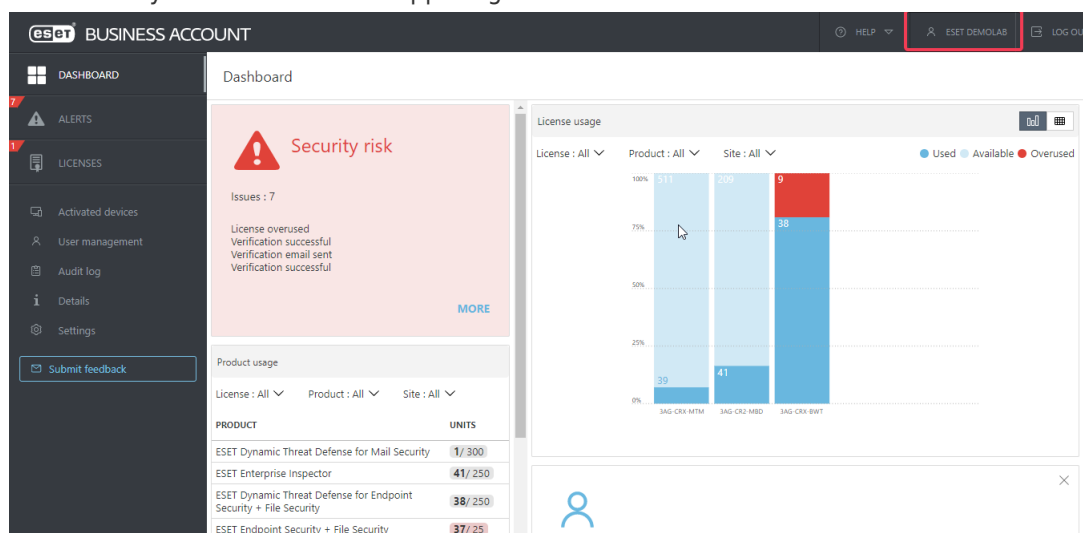 eset BUSINESS ACCOUNT
HELP
ESET DEMOLAB
LOG OU
DASHBOARD
7
ALERTS
1
LICENSES
Activated devices
User management
Audit log
Details
Settings
Submit feedback
Dashboard
Security risk
Issues : 7
License overused
Verification successful
Verification email sent
Verification successful
MORE
Product usage
License : All
Product : All
Site : All
PRODUCT UNITS
ESET Dynamic Threat Defense for Mail Security 1/ 300
ESET Enterprise Inspector 41/ 250
ESET Dynamic Threat Defense for Endpoint
Security + File Security 38/ 250
ESET Endpoint Security + File Security 37/ 25
License usage
License : All
Product : All
Site : All
Used Available Overused
100%
75%
50%
25%
0%
511 209 9
38
39 41
3AG-CRX-MTM 3AG-CR2-MBD 3AG-CRX-BWT